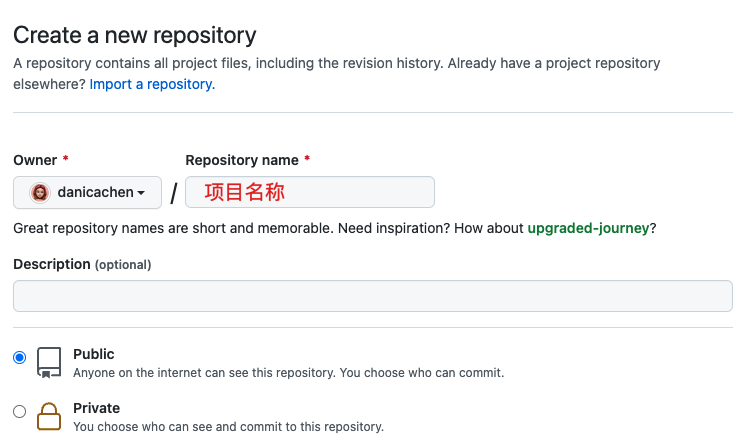 Create a new repository
A repository contains all project files, including the revision history. Already have a project repository
elsewhere? Import a repository.
Owner * Repository name *
danicachen / 项目名称
Great repository names are short and memorable. Need inspiration? How about upgraded-journey?
Description (optional)
Public
Anyone on the internet can see this repository. You choose who can commit.
Private
You choose who can see and commit to this repository.